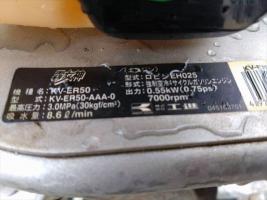 機種名 KV-ER50
型式 KV-ER50-AAA-0
最高圧力 3.0MPa(30kgf/cm²)
吸水量 8.6ℓ/min
型式 ロビンEH025
強制空冷4サイクルガソリンエンジン
出力 0.55kW(0.75ps)
7000rpm